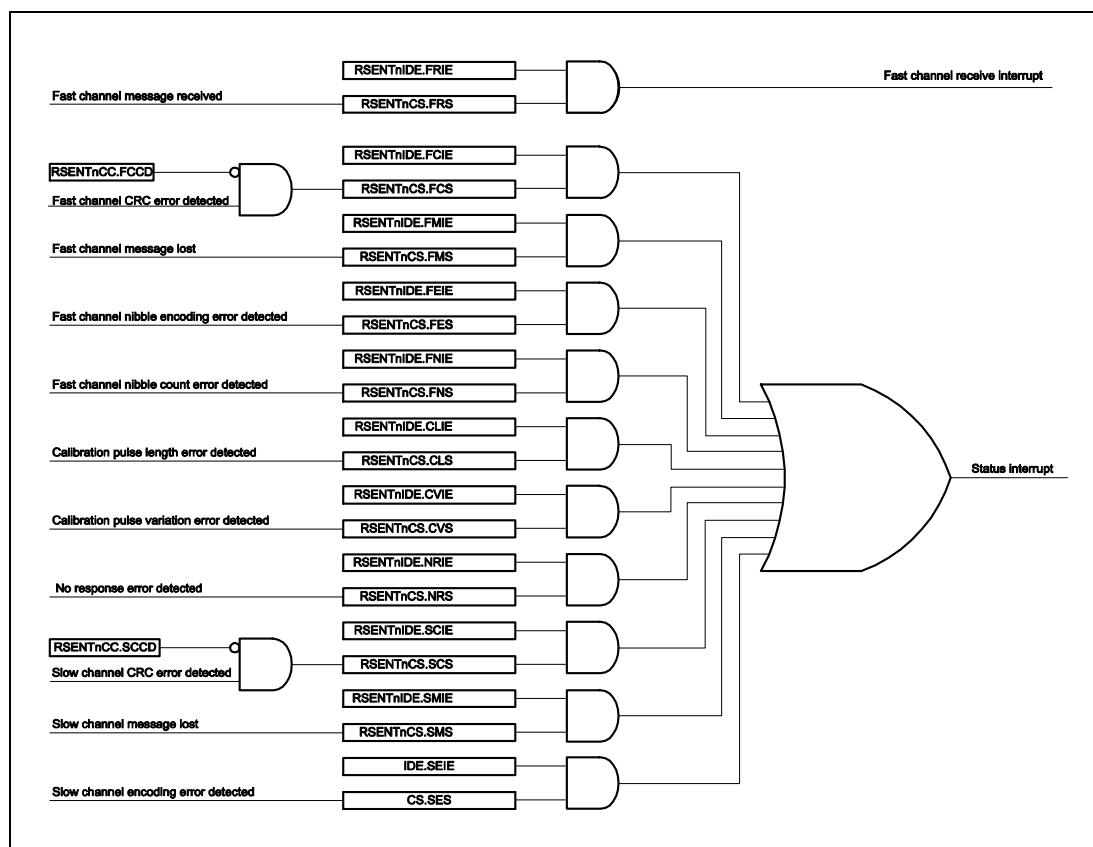 RSENTnIDE.FRIE
Fast channel receive interrupt
Fast channel message received
RSENTnCS.FRS
RSENTnIDE.FCIE
RSENTnCC.FCCD
RSENTnCS.FCS
Fast channel CRC error detected
RSENTnIDE.FMIE
Fast channel message lost
RSENTnCS.FMS
RSENTnIDE.FEIE
Fast channel nibble encoding error detected
RSENTnCS.FES
RSENTnIDE.FNIE
Fast channel nibble count error detected
RSENTnCS.FNS
RSENTnIDE.CLIE
Calibration pulse length error detected
RSENTnCS.CLS
Status interrupt
RSENTnIDE.CVIE
Calibration pulse variation error detected
RSENTnCS.CVS
RSENTnIDE.NRIE
No response error detected
RSENTnCS.NRS
RSENTnIDE.SCIE
RSENTnCC.SCCD
RSENTnCS.SCS
Slow channel CRC error detected
RSENTnIDE.SMIE
Slow channel message lost
RSENTnCS.SMS
IDE.SEIE
Slow channel encoding error detected
CS.SES